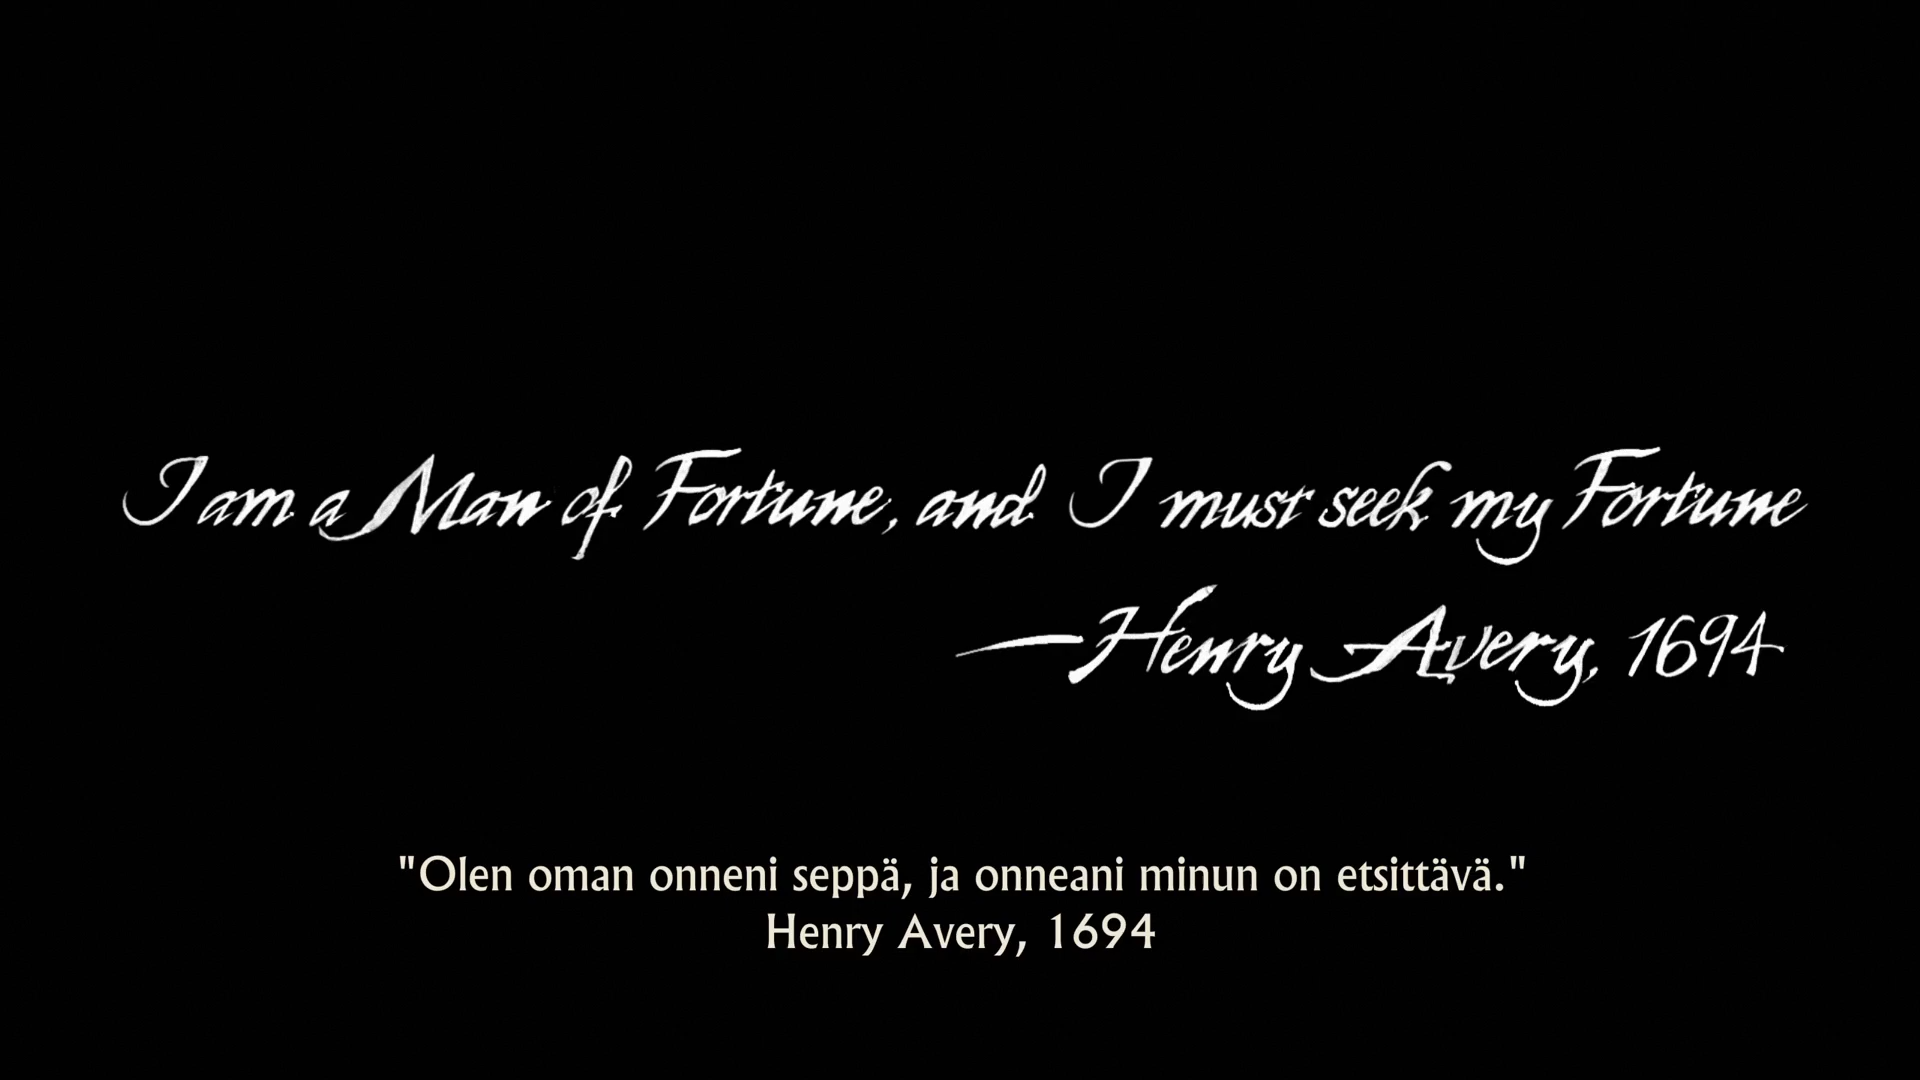 I am a Man of Fortune, and I must seek my Fortune
—Henry Avery, 1694
"Olen oman onneni seppä, ja onneani minun on etsittävä."
Henry Avery, 1694